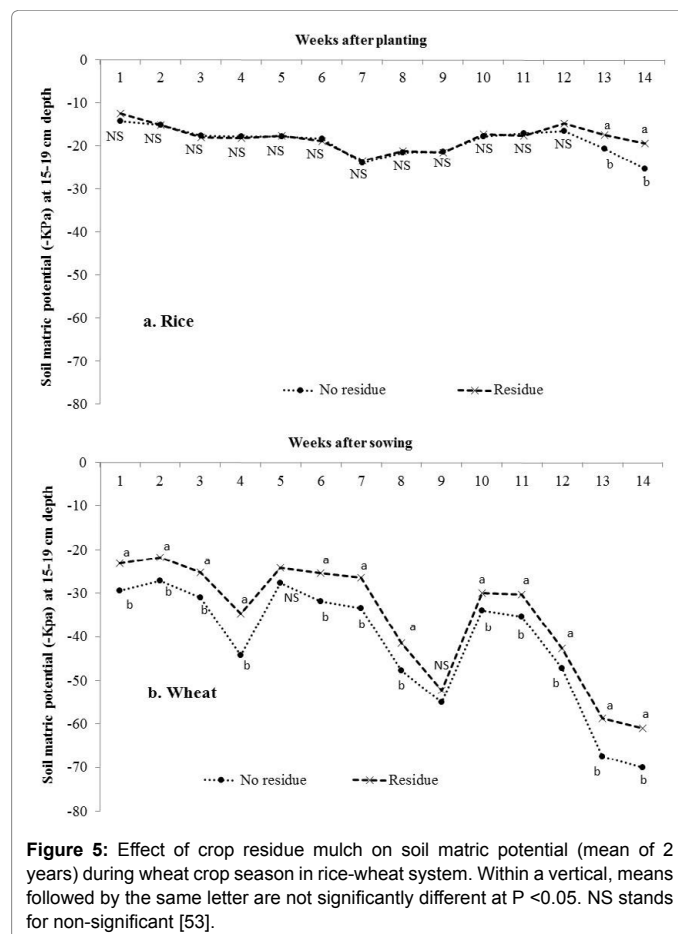 Weeks after planting
0
1 2 3 4 5 6 7 8 9 10 11 12 13 14
-10
-20
-30
-40
-50
-60
-70
-80
Soil matric potential (-KPa) at 15-19 cm depth
a a
NS NS NS NS NS NS NS NS NS NS NS NS b b
a. Rice
No residue Residue
Weeks after sowing
0
1 2 3 4 5 6 7 8 9 10 11 12 13 14
-10
-20
-30
-40
-50
-60
-70
-80
Soil matric potential (-Kpa) at 15-19 cm depth
a a a a a a a NS a a a a a
b b b b NS b b b b b b b b
b. Wheat
No residue Residue
Figure 5: Effect of crop residue mulch on soil matric potential (mean of 2
years) during wheat crop season in rice-wheat system. Within a vertical, means
followed by the same letter are not significantly different at P <0.05. NS stands
for non-significant [53].